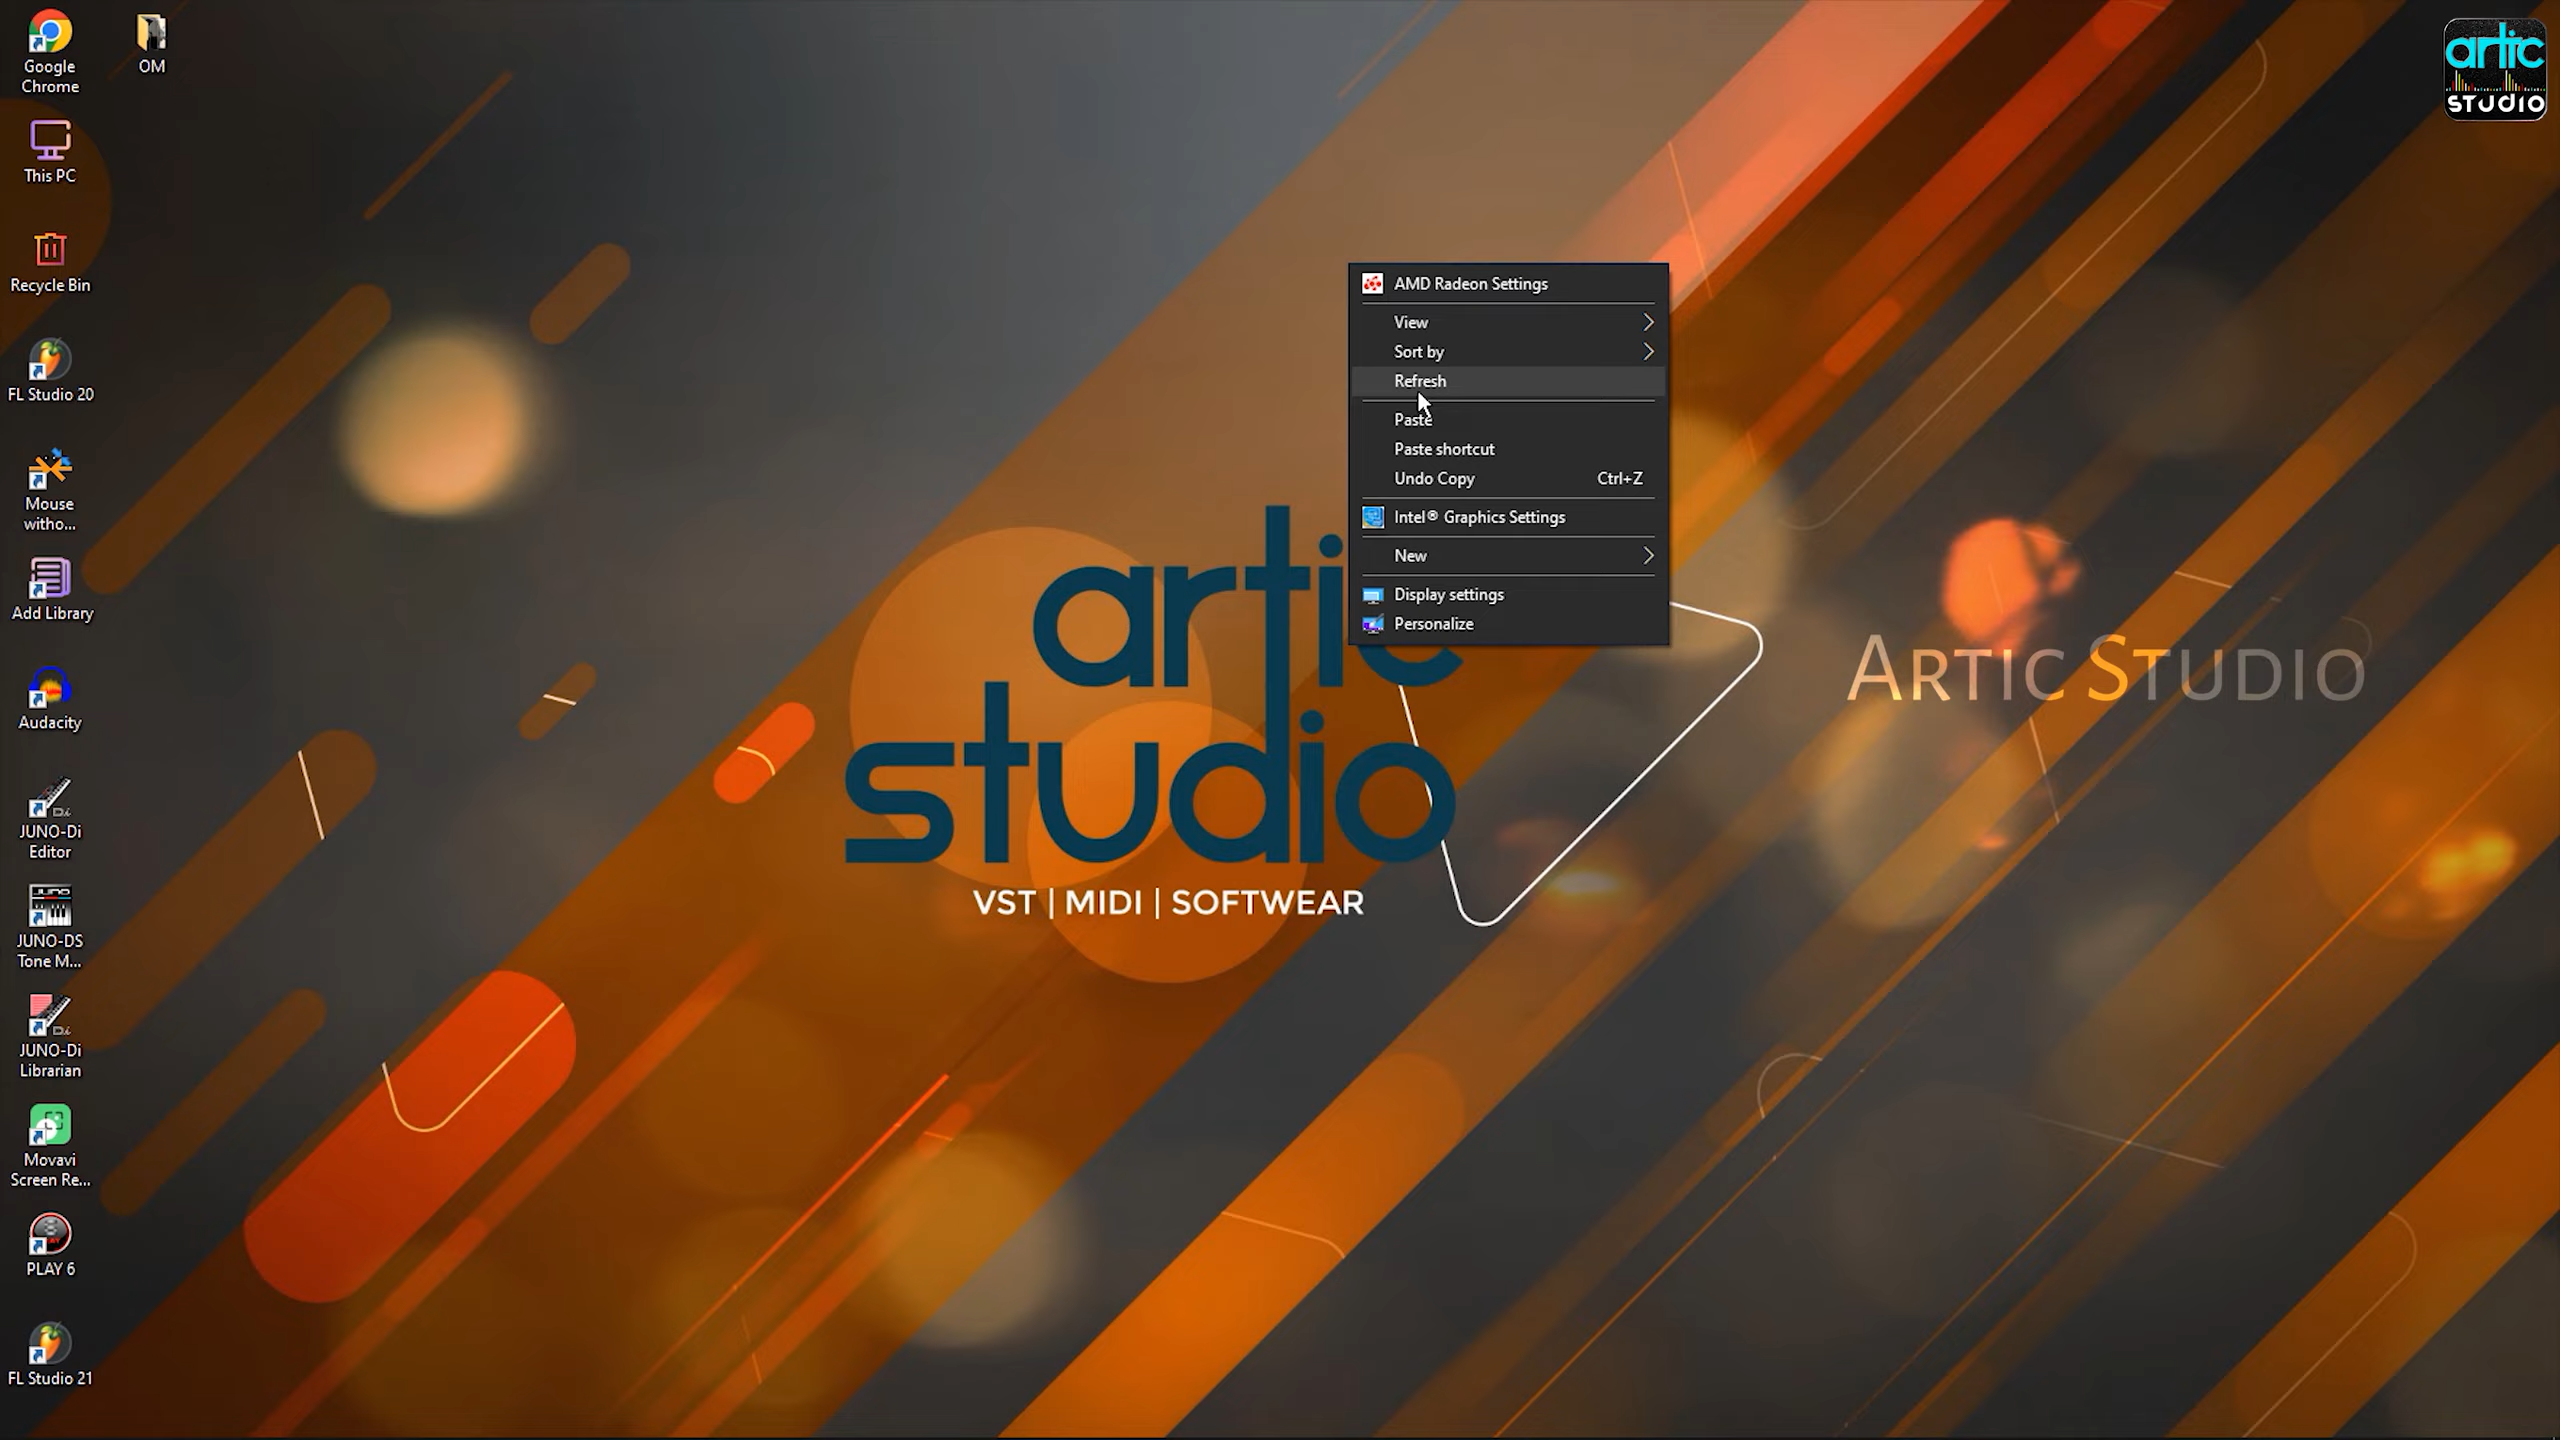 Google
Chrome
OM
This PC
Recycle Bin
FL Studio 20
Mouse
witho...
Add Library
Audacity
JUNO-Di
Editor
JUNO-DS
Tone M...
JUNO-Di
Librarian
Movavi
Screen Re...
PLAY 6
FL Studio 21
AMD Radeon Settings
View
Sort by
Refresh
Paste
Paste shortcut
Undo Copy Ctrl+Z
Intel® Graphics Settings
New
Display settings
Personalize
artic
studio
VST | MIDI | SOFTWEAR
ARTIC STUDIO
artic
STUDIO